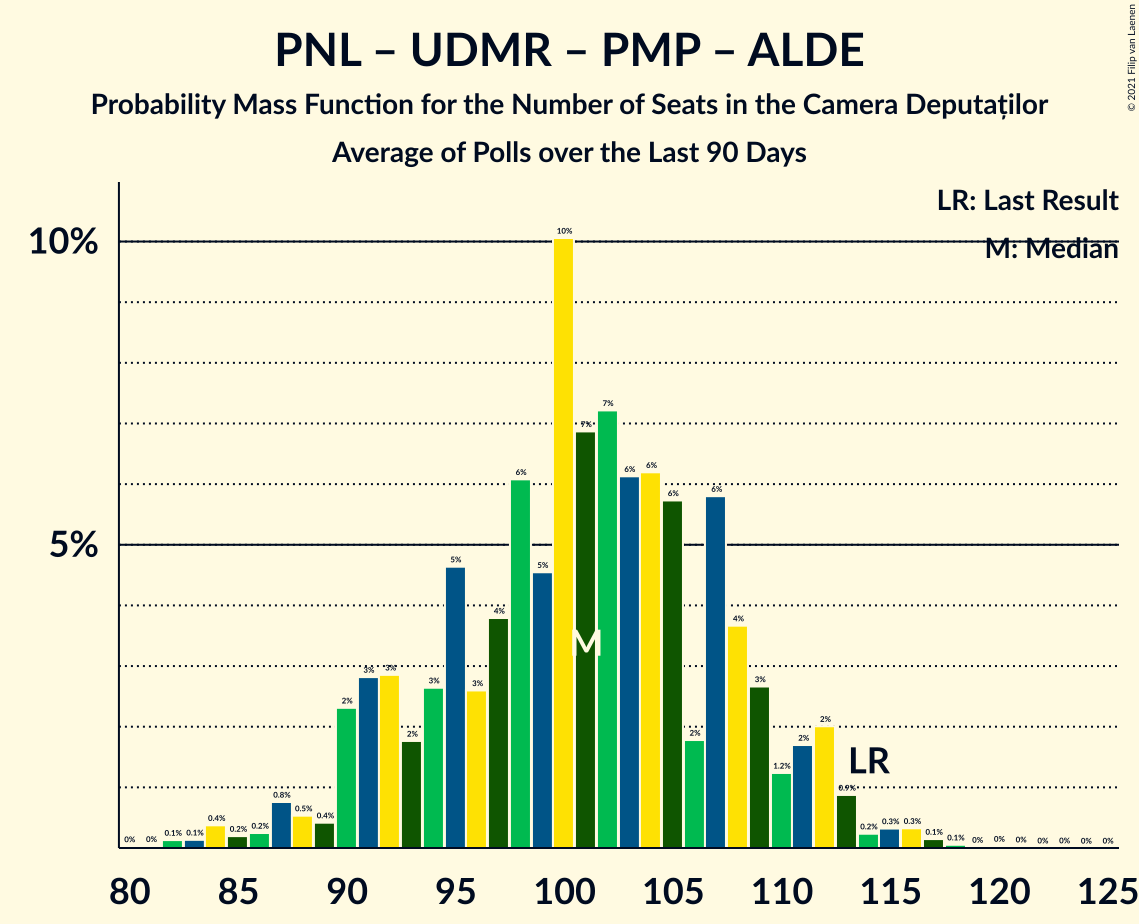 PNL – UDMR – PMP – ALDE
Probability Mass Function for the Number of Seats in the Camera Deputaților
Average of Polls over the Last 90 Days
© 2021 Filip van Laenen
LR: Last Result
M: Median
10%
5%
0% 0% 0.1% 0.1% 0.4% 0.2% 0.2% 0.8% 0.5% 0.4% 2% 3% 3% 2% 3% 5% 3% 4% 6% 5% 10% 7% 7% 6% 6% 6% 2% 6% 4% 3% 1.2% 2% 2% 0.9% 0.2% 0.3% 0.3% 0.1% 0.1% 0% 0% 0% 0% 0% 0% 0%
M
LR
80 85 90 95 100 105 110 115 120 125